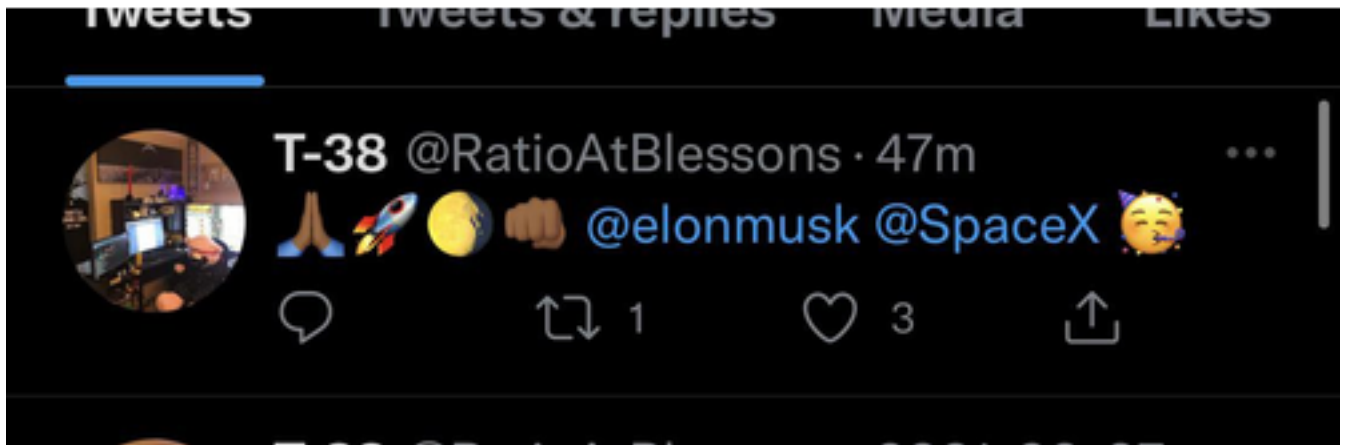 Tweets Tweets & replies Media Likes
T-38 @RatioAtBlessons · 47m
🙏🏾🚀🌖👊🏾 @elonmusk @SpaceX 🥳
1 3